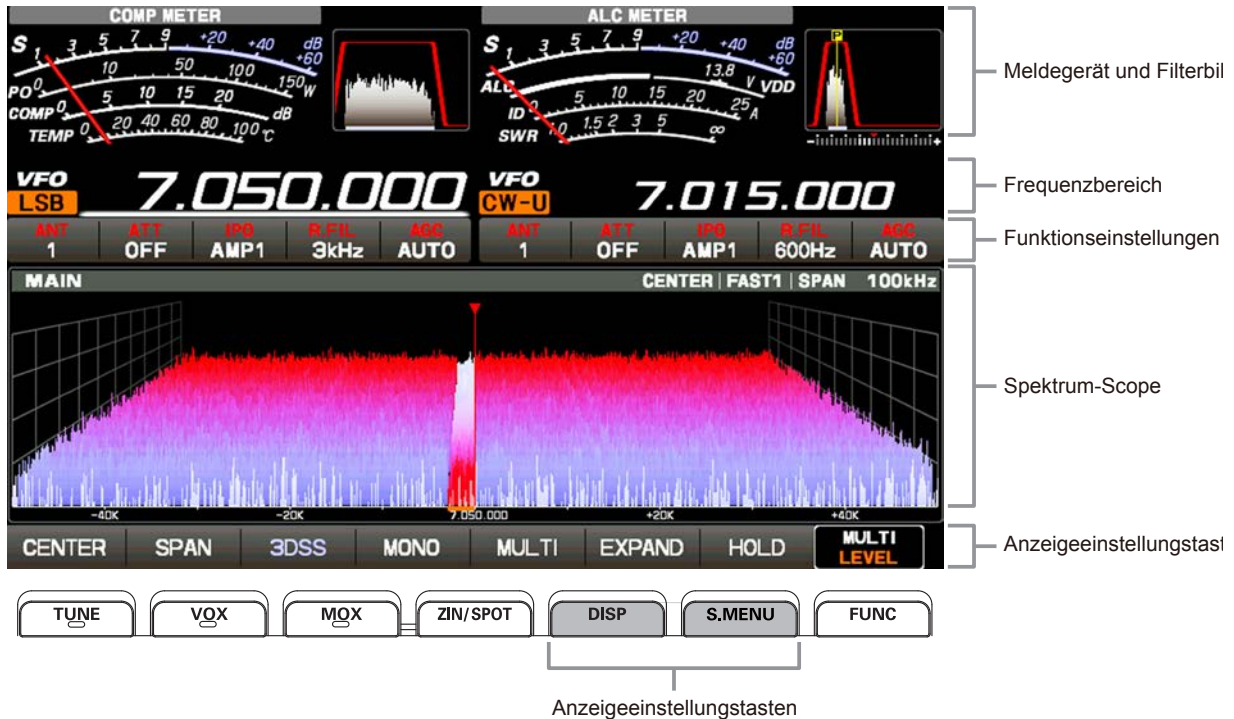 COMP METER
ALC METER
S 1 3 5 7 9 +20 +40 +60 dB
PO 0 10 50 100 150 W
COMP 0 5 10 15 20 dB
TEMP 0 20 40 60 80 100 °C
S 1 3 5 7 9 +20 +40 +60 dB
ALC 13.8 V VDD
ID 0 5 10 15 20 25 A
SWR 1.0 1.5 2 3 5 ∞
P
- +
Meldegerät und Filterbil
VFO LSB 7.050.000
VFO CW-U 7.015.000
Frequenzbereich
ANT ATT IPO R.FIL AGC ANT ATT IPO R.FIL AGC
1 OFF AMP1 3kHz AUTO 1 OFF AMP1 600Hz AUTO
Funktionseinstellungen
MAIN CENTER | FAST1 | SPAN 100kHz
Spektrum-Scope
-40K -20K 7.050.000 +20K +40K
CENTER SPAN 3DSS MONO MULTI EXPAND HOLD MULTI
LEVEL
Anzeigeeinstellungstast
TUNE VOX MOX ZIN/SPOT DISP S.MENU FUNC
Anzeigeeinstellungstasten